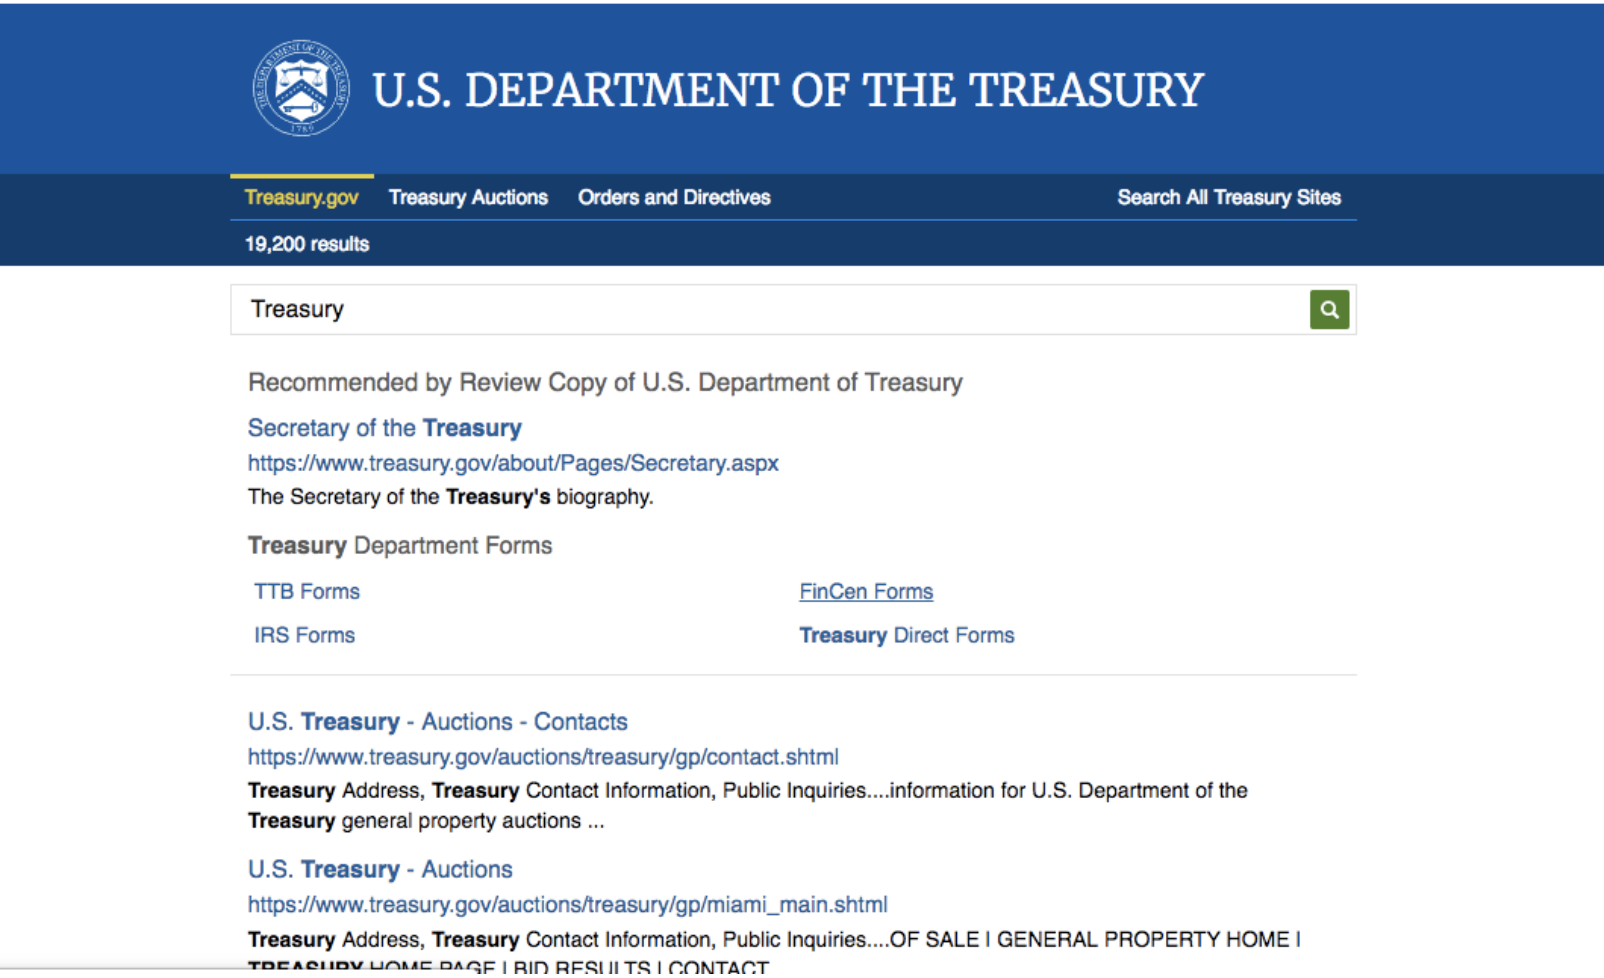 THE DEPARTMENT OF THE TREASURY
1789
U.S. DEPARTMENT OF THE TREASURY
Treasury.gov Treasury Auctions Orders and Directives Search All Treasury Sites
19,200 results
Treasury
Recommended by Review Copy of U.S. Department of Treasury
Secretary of the Treasury
https://www.treasury.gov/about/Pages/Secretary.aspx
The Secretary of the Treasury's biography.
Treasury Department Forms
TTB Forms FinCen Forms
IRS Forms Treasury Direct Forms
U.S. Treasury - Auctions - Contacts
https://www.treasury.gov/auctions/treasury/gp/contact.shtml
Treasury Address, Treasury Contact Information, Public Inquiries....information for U.S. Department of the
Treasury general property auctions ...
U.S. Treasury - Auctions
https://www.treasury.gov/auctions/treasury/gp/miami_main.shtml
Treasury Address, Treasury Contact Information, Public Inquiries....OF SALE | GENERAL PROPERTY HOME |
TREASURY HOME PAGE | BID RESULTS | CONTACT